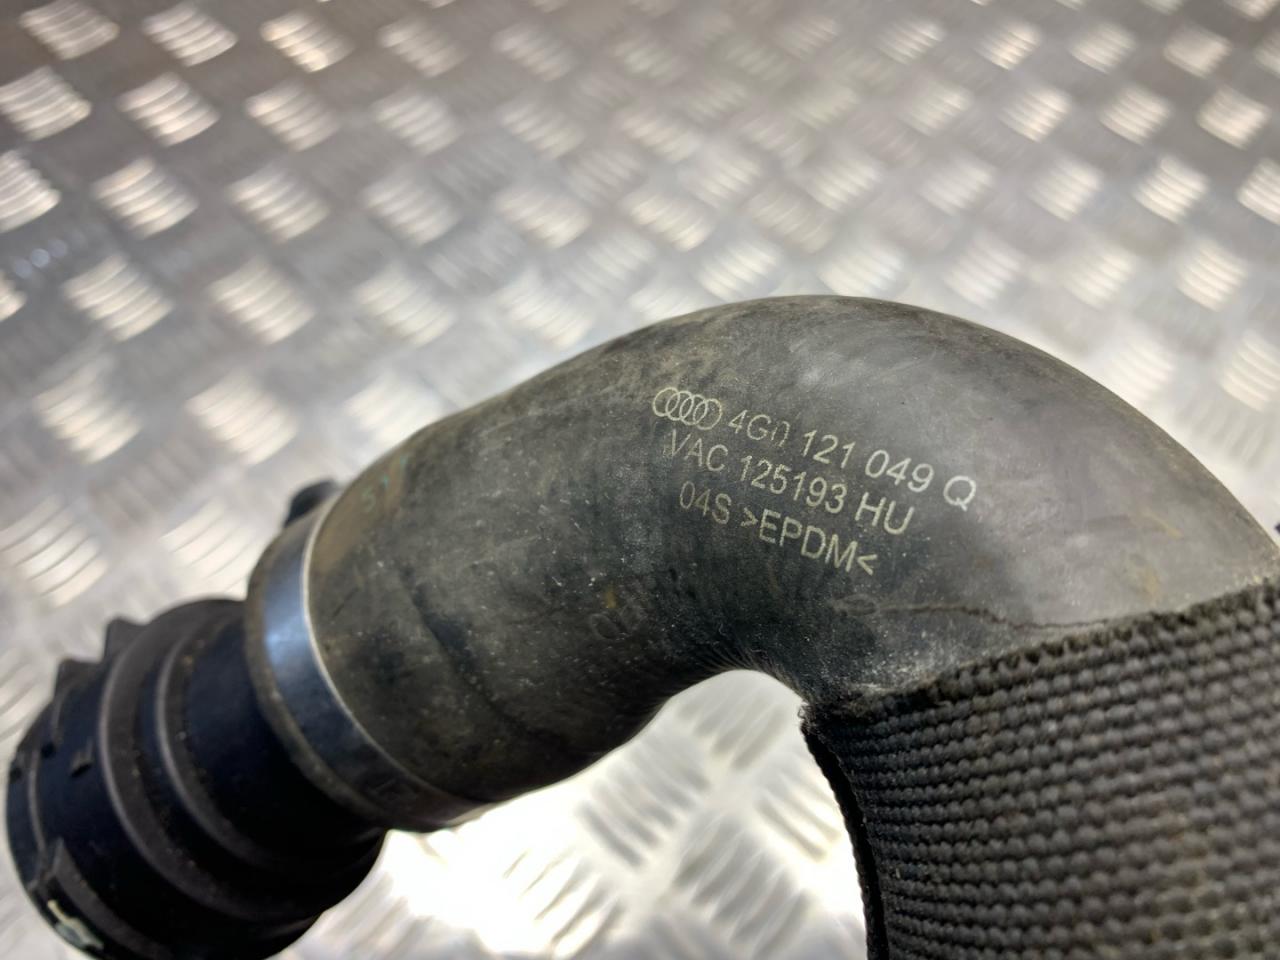 4G0 121 049 Q
VAC 125193 HU
04S >EPDM<